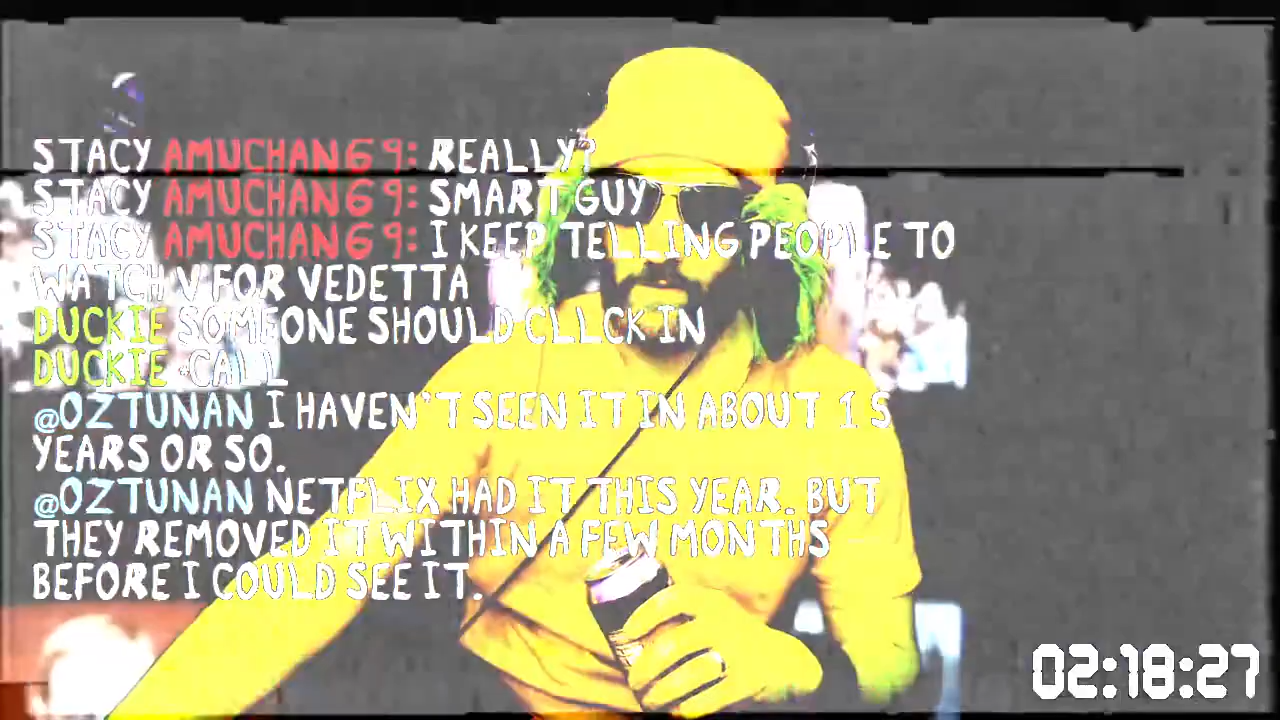 STACY AMUCHAN69: REALLY?
STACY AMUCHAN69: SMART GUY
STACY AMUCHAN69: I KEEP TELLING PEOPLE TO
WATCH V FOR VEDETTA
DUCKIE SOMEONE SHOULD CLLCK IN
DUCKIE *CALL
@OZTUNAN I HAVEN'T SEEN IT IN ABOUT 15
YEARS OR SO.
@OZTUNAN NETFLIX HAD IT THIS YEAR. BUT
THEY REMOVED IT WITHIN A FEW MONTHS
BEFORE I COULD SEE IT.
02:18:27